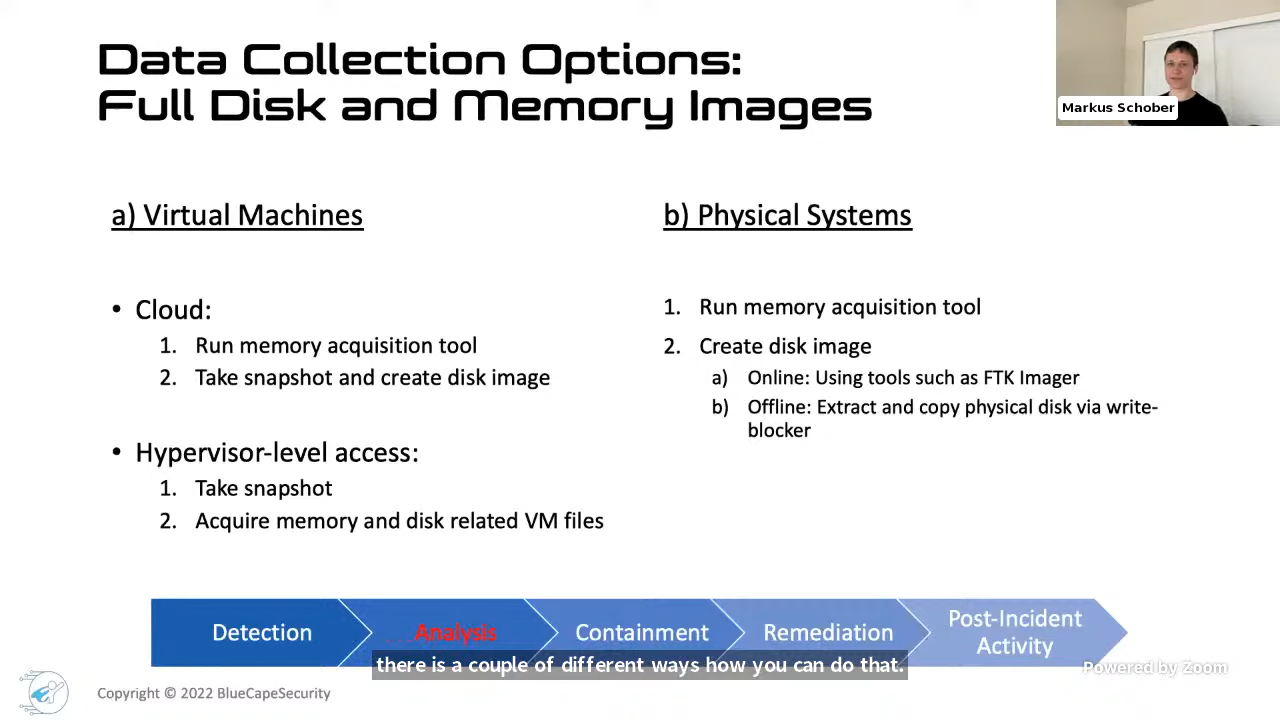 Data Collection Options:
Full Disk and Memory Images
Markus Schober
a) Virtual Machines
• Cloud:
1. Run memory acquisition tool
2. Take snapshot and create disk image
• Hypervisor-level access:
1. Take snapshot
2. Acquire memory and disk related VM files
b) Physical Systems
1. Run memory acquisition tool
2. Create disk image
a) Online: Using tools such as FTK Imager
b) Offline: Extract and copy physical disk via write-
blocker
Detection
Analysis
Containment
Remediation
Post-Incident
Activity
there is a couple of different ways how you can do that.
Powered by Zoom
Copyright © 2022 BlueCapeSecurity